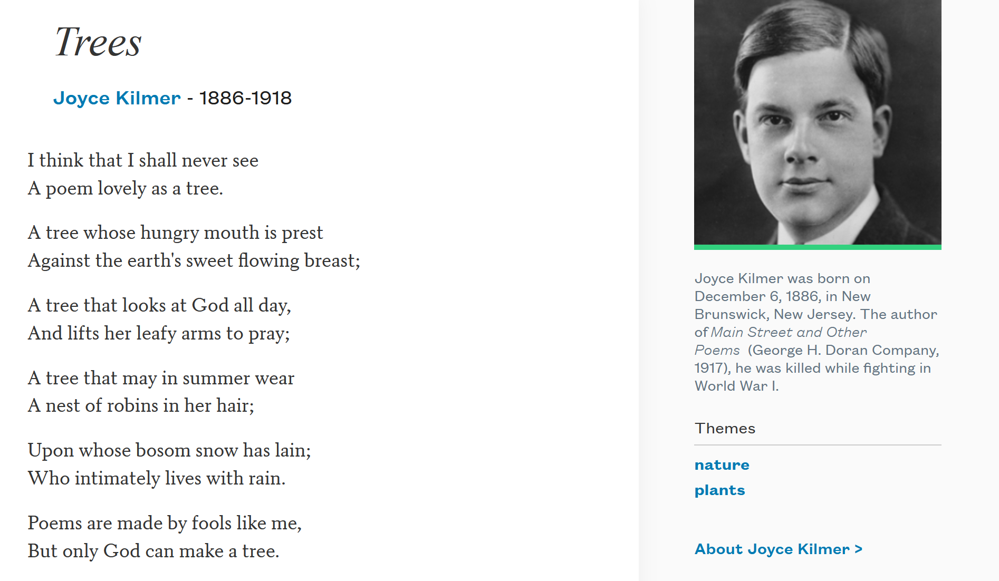 Trees
Joyce Kilmer - 1886-1918
I think that I shall never see
A poem lovely as a tree.
A tree whose hungry mouth is prest
Against the earth's sweet flowing breast;
A tree that looks at God all day,
And lifts her leafy arms to pray;
A tree that may in summer wear
A nest of robins in her hair;
Upon whose bosom snow has lain;
Who intimately lives with rain.
Poems are made by fools like me,
But only God can make a tree.
Joyce Kilmer was born on
December 6, 1886, in New
Brunswick, New Jersey. The author
of Main Street and Other
Poems (George H. Doran Company,
1917), he was killed while fighting in
World War I.
Themes
nature
plants
About Joyce Kilmer >